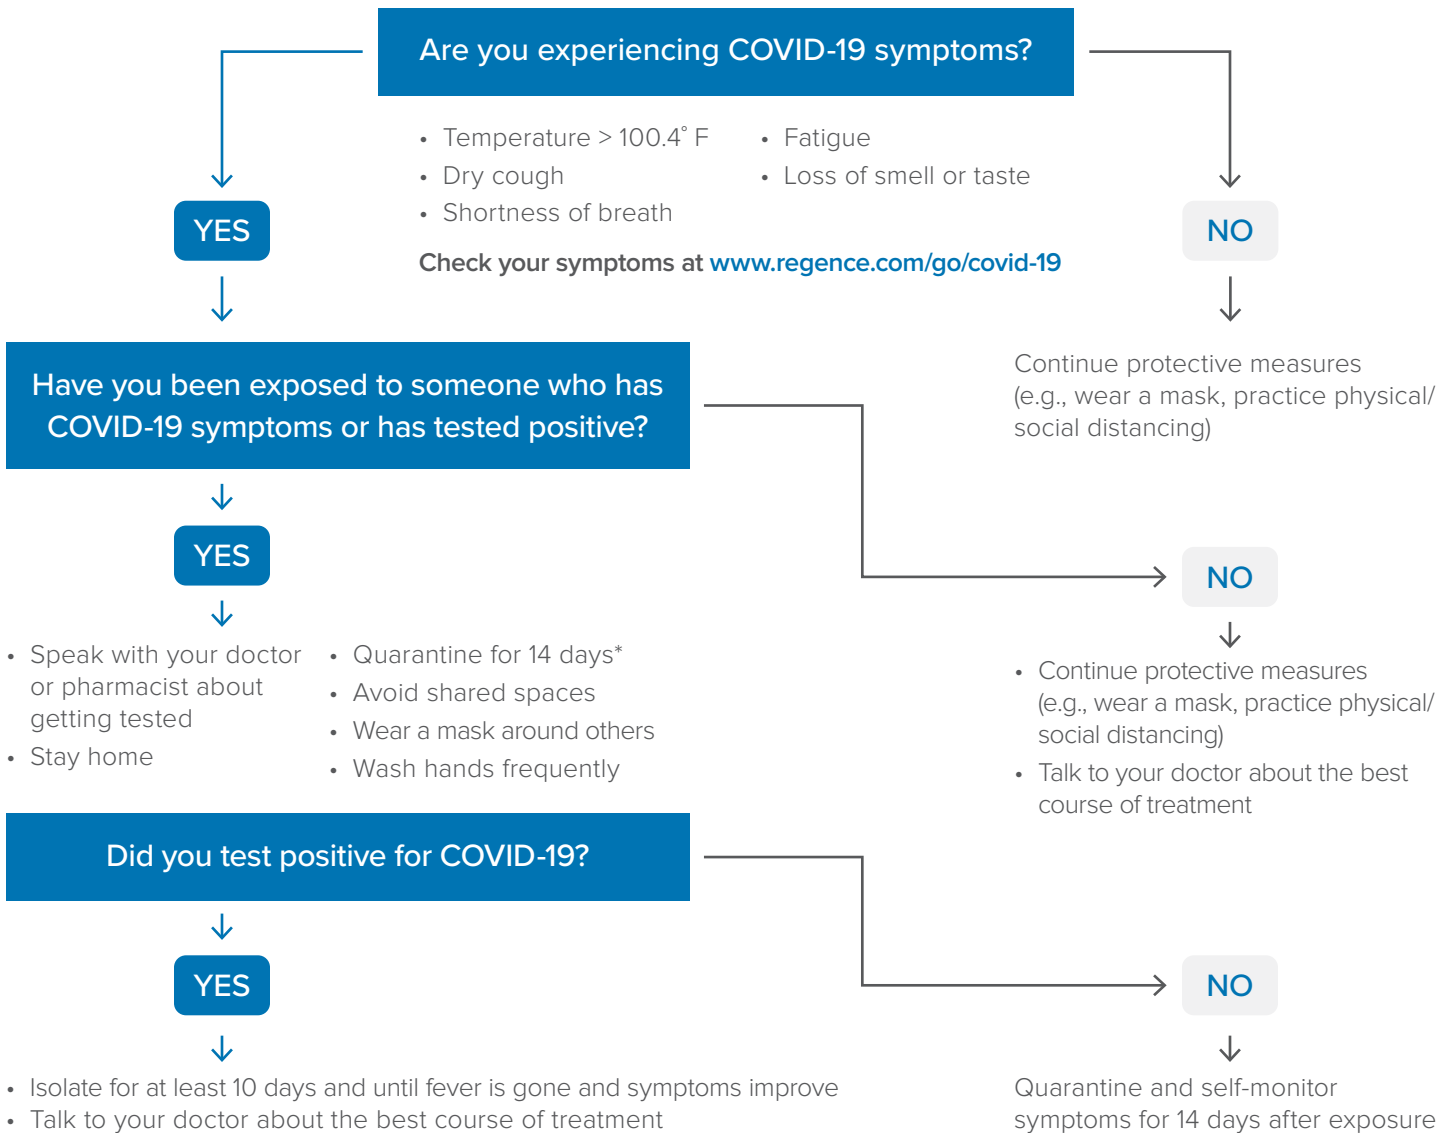 Are you experiencing COVID-19 symptoms?
• Temperature > 100.4° F
• Dry cough
• Shortness of breath
• Fatigue
• Loss of smell or taste
Check your symptoms at www.regence.com/go/covid-19
YES
NO
Continue protective measures
(e.g., wear a mask, practice physical/
social distancing)
Have you been exposed to someone who has
COVID-19 symptoms or has tested positive?
YES
• Speak with your doctor
or pharmacist about
getting tested
• Stay home
• Quarantine for 14 days*
• Avoid shared spaces
• Wear a mask around others
• Wash hands frequently
NO
• Continue protective measures
(e.g., wear a mask, practice physical/
social distancing)
• Talk to your doctor about the best
course of treatment
Did you test positive for COVID-19?
YES
• Isolate for at least 10 days and until fever is gone and symptoms improve
• Talk to your doctor about the best course of treatment
NO
Quarantine and self-monitor
symptoms for 14 days after exposure